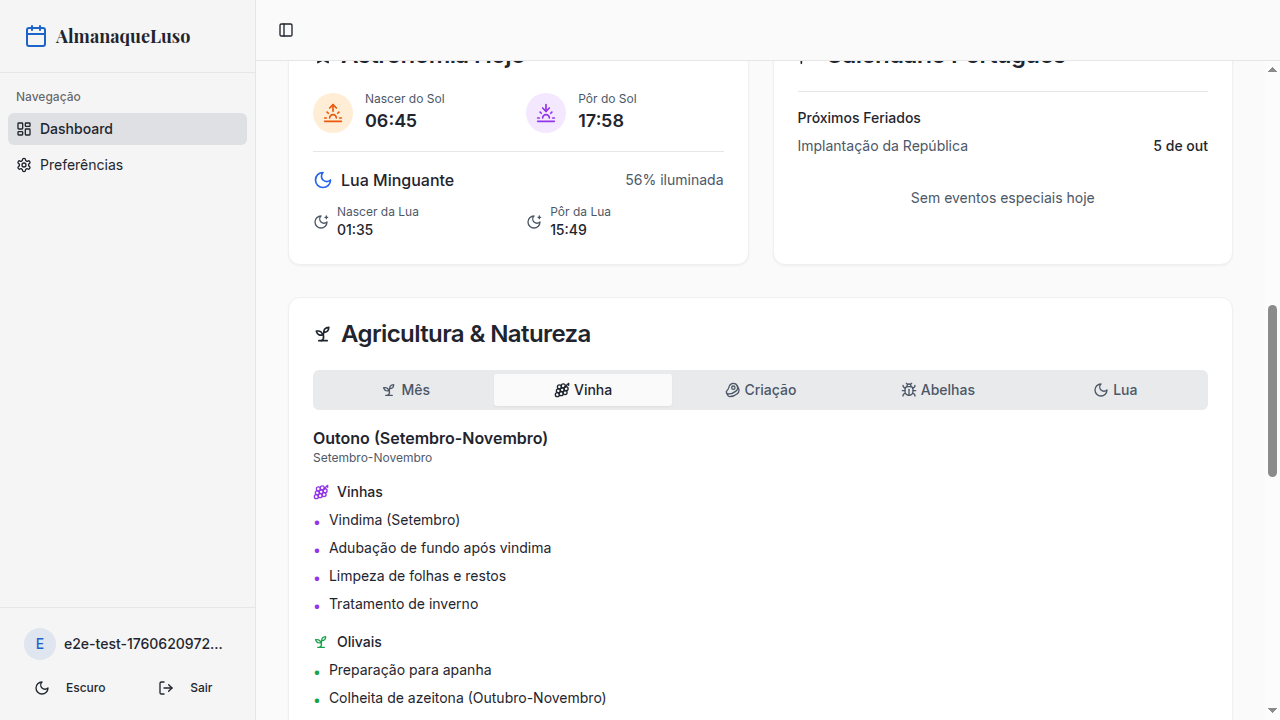 AlmanaqueLuso
Navegação
Dashboard
Preferências
Astronomia Hoje
Nascer do Sol
06:45
Pôr do Sol
17:58
Lua Minguante
56% iluminada
Nascer da Lua
01:35
Pôr da Lua
15:49
Calendário Português
Próximos Feriados
Implantação da República
5 de out
Sem eventos especiais hoje
Agricultura & Natureza
Mês
Vinha
Criação
Abelhas
Lua
Outono (Setembro-Novembro)
Setembro-Novembro
Vinhas
Vindima (Setembro)
Adubação de fundo após vindima
Limpeza de folhas e restos
Tratamento de inverno
Olivais
Preparação para apanha
Colheita de azeitona (Outubro-Novembro)
E
e2e-test-1760620972...
Escuro
Sair